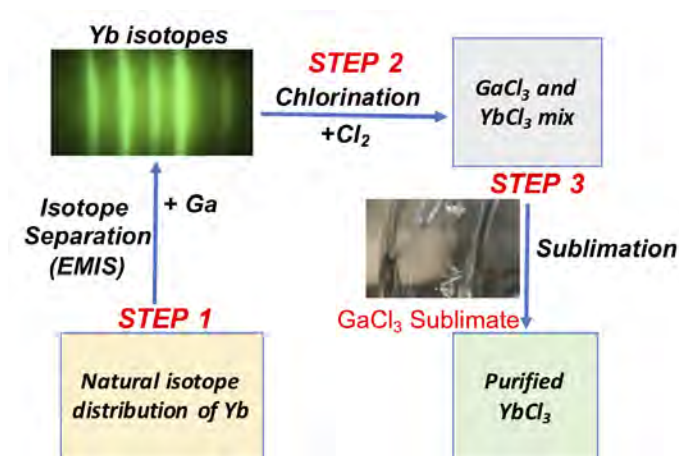 Yb isotopes
STEP 2
Chlorination
+Cl₂
GaCl₃ and
YbCl₃ mix
STEP 3
Sublimation
GaCl₃ Sublimate
Purified
YbCl₃
+ Ga
Isotope
Separation
(EMIS)
STEP 1
Natural isotope
distribution of Yb